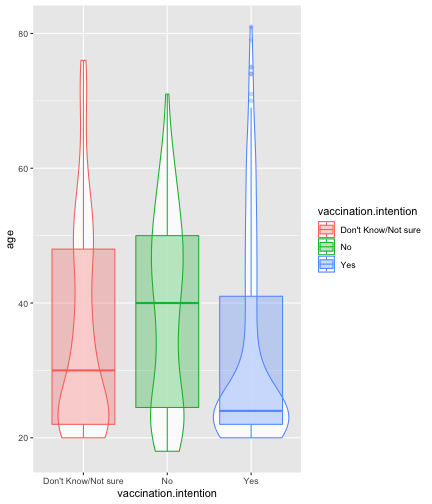 80
60
40
20
age
Don't Know/Not sure
No
Yes
vaccination.intention
vaccination.intention
Don't Know/Not sure
No
Yes